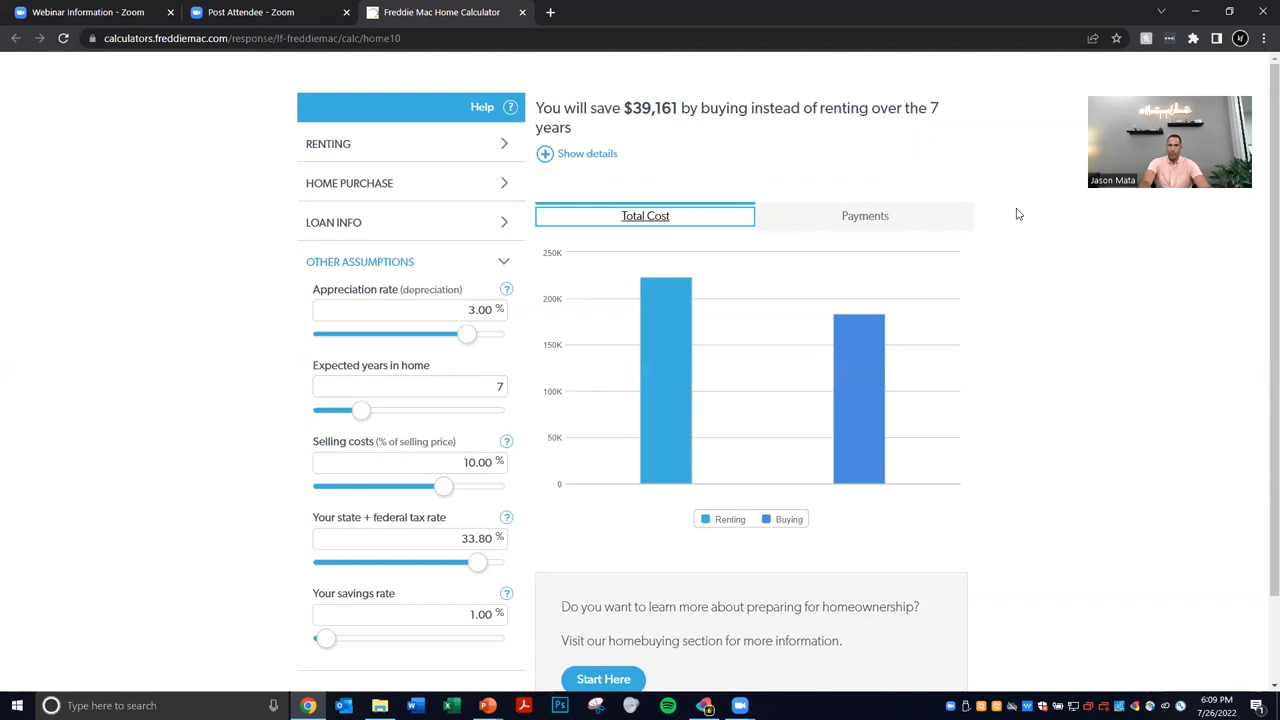 Webinar Information - Zoom
Post Attendee - Zoom
Freddie Mac Home Calculator
calculators.freddiemac.com/response/lf-freddiemac/calc/home10
Help ?
RENTING
HOME PURCHASE
LOAN INFO
OTHER ASSUMPTIONS
Appreciation rate (depreciation) ?
3.00 %
Expected years in home
7
Selling costs (% of selling price) ?
10.00 %
Your state + federal tax rate ?
33.80 %
Your savings rate ?
1.00 %
You will save $39,161 by buying instead of renting over the 7
years
Show details
Total Cost
Payments
250K
200K
150K
100K
50K
0
Renting
Buying
Do you want to learn more about preparing for homeownership?
Visit our homebuying section for more information.
Start Here
Jason Mata
Type here to search
6:09 PM
7/26/2022